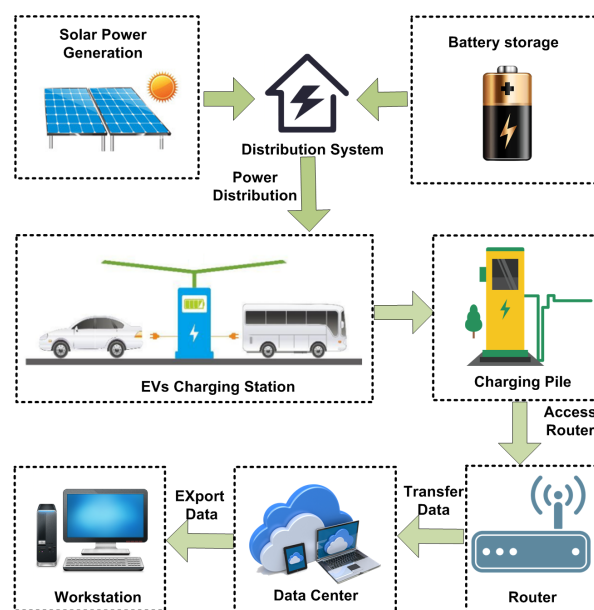 Solar Power
Generation
Battery storage
Distribution System
Power
Distribution
EVs Charging Station
Charging Pile
Access
Router
EXport
Data
Transfer
Data
Workstation
Data Center
Router